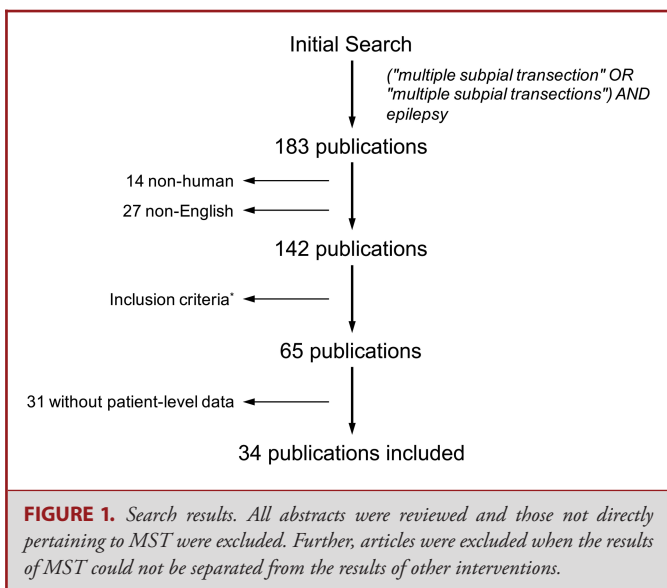 Initial Search
("multiple subpial transection" OR
"multiple subpial transections") AND
epilepsy
183 publications
14 non-human
27 non-English
142 publications
Inclusion criteria*
65 publications
31 without patient-level data
34 publications included
FIGURE 1. Search results. All abstracts were reviewed and those not directly
pertaining to MST were excluded. Further, articles were excluded when the results
of MST could not be separated from the results of other interventions.